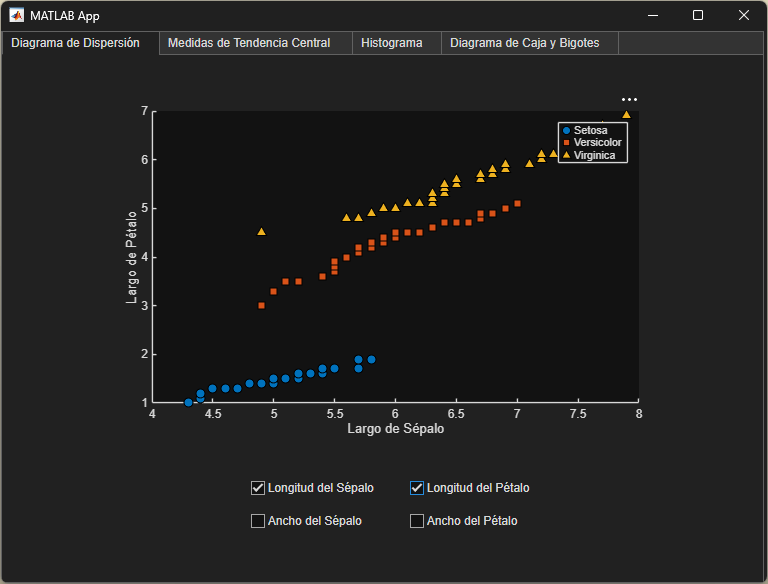 MATLAB App
Diagrama de Dispersión
Medidas de Tendencia Central
Histograma
Diagrama de Caja y Bigotes
Setosa
Versicolor
Virginica
Largo de Pétalo
7
6
5
4
3
2
1
4
4.5
5
5.5
6
6.5
7
7.5
8
Largo de Sépalo
Longitud del Sépalo
Longitud del Pétalo
Ancho del Sépalo
Ancho del Pétalo